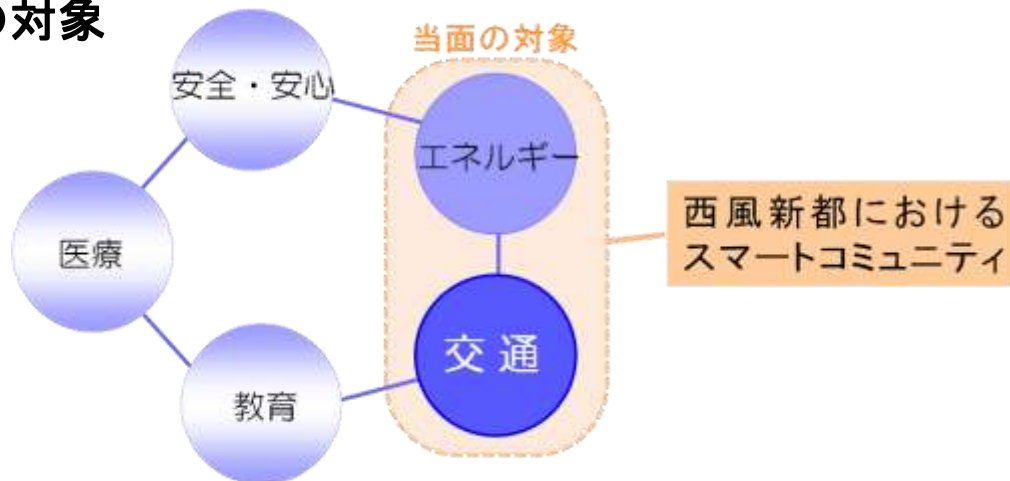 の対象
当面の対象
安全・安心
エネルギー
西風新都における
スマートコミュニティ
医療
交通
教育